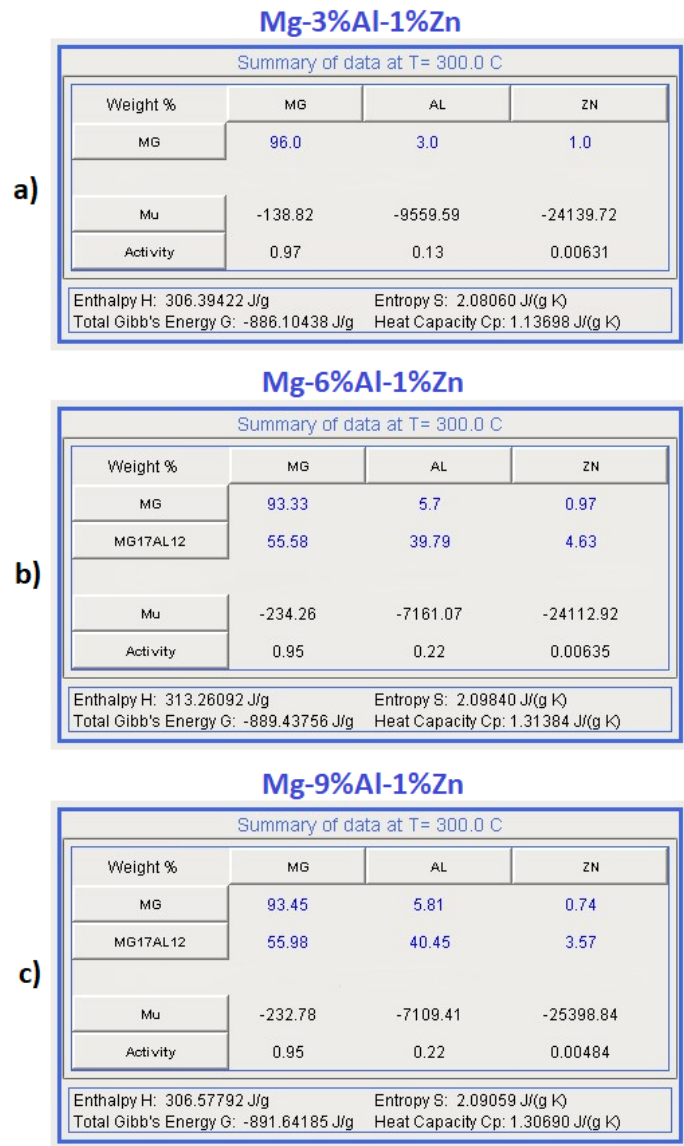 Mg-3%Al-1%Zn
a)
Summary of data at T= 300.0 C
Weight % MG AL ZN
MG 96.0 3.0 1.0
Mu -138.82 -9559.59 -24139.72
Activity 0.97 0.13 0.00631
Enthalpy H: 306.39422 J/g Entropy S: 2.08060 J/(g K)
Total Gibb's Energy G: -886.10438 J/g Heat Capacity Cp: 1.13698 J/(g K)
Mg-6%Al-1%Zn
b)
Summary of data at T= 300.0 C
Weight % MG AL ZN
MG 93.33 5.7 0.97
MG17AL12 55.58 39.79 4.63
Mu -234.26 -7161.07 -24112.92
Activity 0.95 0.22 0.00635
Enthalpy H: 313.26092 J/g Entropy S: 2.09840 J/(g K)
Total Gibb's Energy G: -889.43756 J/g Heat Capacity Cp: 1.31384 J/(g K)
Mg-9%Al-1%Zn
c)
Summary of data at T= 300.0 C
Weight % MG AL ZN
MG 93.45 5.81 0.74
MG17AL12 55.98 40.45 3.57
Mu -232.78 -7109.41 -25398.84
Activity 0.95 0.22 0.00484
Enthalpy H: 306.57792 J/g Entropy S: 2.09059 J/(g K)
Total Gibb's Energy G: -891.64185 J/g Heat Capacity Cp: 1.30690 J/(g K)